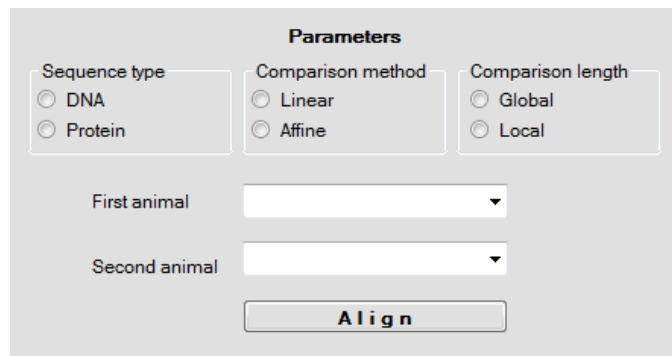 Parameters
Sequence type Comparison method Comparison length
DNA Linear Global
Protein Affine Local
First animal
Second animal
Align